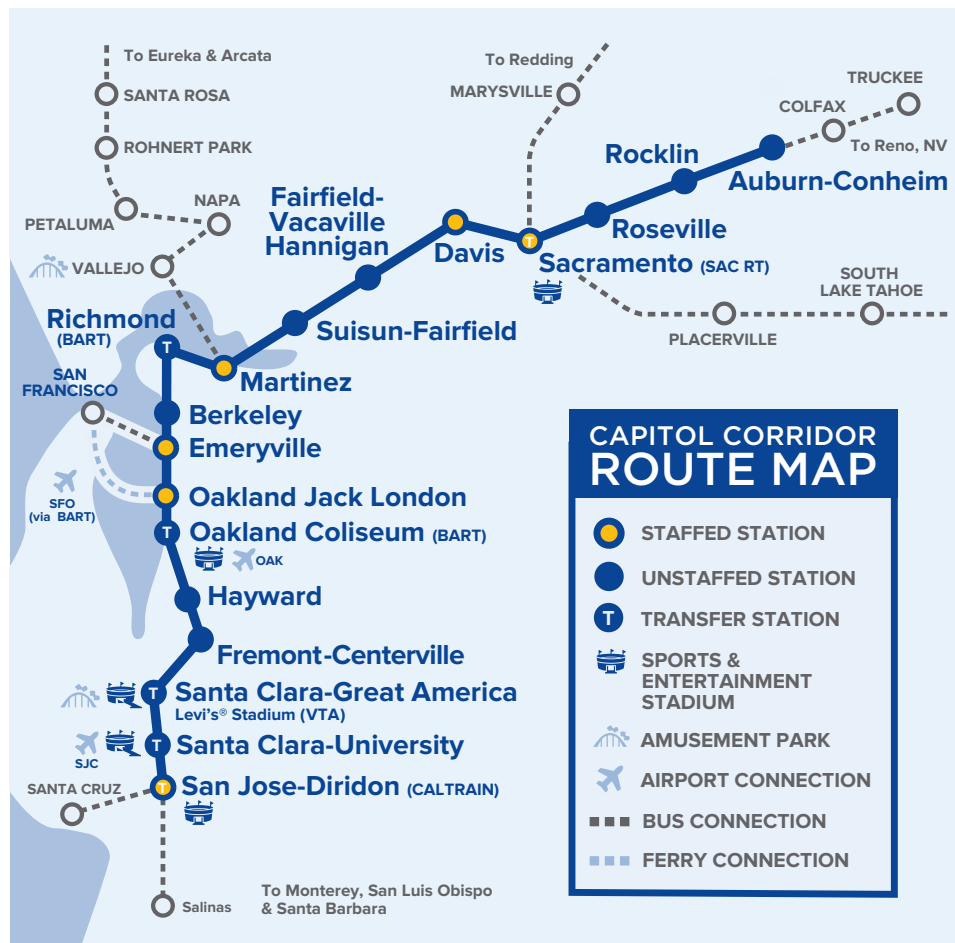 To Eureka & Arcata
SANTA ROSA
ROHNERT PARK
PETALUMA
NAPA
VALLEJO
To Redding
MARYSVILLE
TRUCKEE
COLFAX
To Reno, NV
Rocklin
Auburn-Conheim
Roseville
Fairfield-
Vacaville
Hannigan
Davis
Sacramento (SAC RT)
T
SOUTH
LAKE TAHOE
PLACERVILLE
Suisun-Fairfield
Richmond
(BART)
T
Martinez
SAN
FRANCISCO
Berkeley
Emeryville
SFO
(via BART)
Oakland Jack London
T
Oakland Coliseum (BART)
OAK
Hayward
Fremont-Centerville
T
Santa Clara-Great America
Levi's® Stadium (VTA)
T
Santa Clara-University
SJC
SANTA CRUZ
T
San Jose-Diridon (CALTRAIN)
Salinas
To Monterey, San Luis Obispo
& Santa Barbara
CAPITOL CORRIDOR
ROUTE MAP
STAFFED STATION
UNSTAFFED STATION
T
TRANSFER STATION
SPORTS &
ENTERTAINMENT
STADIUM
AMUSEMENT PARK
AIRPORT CONNECTION
BUS CONNECTION
FERRY CONNECTION